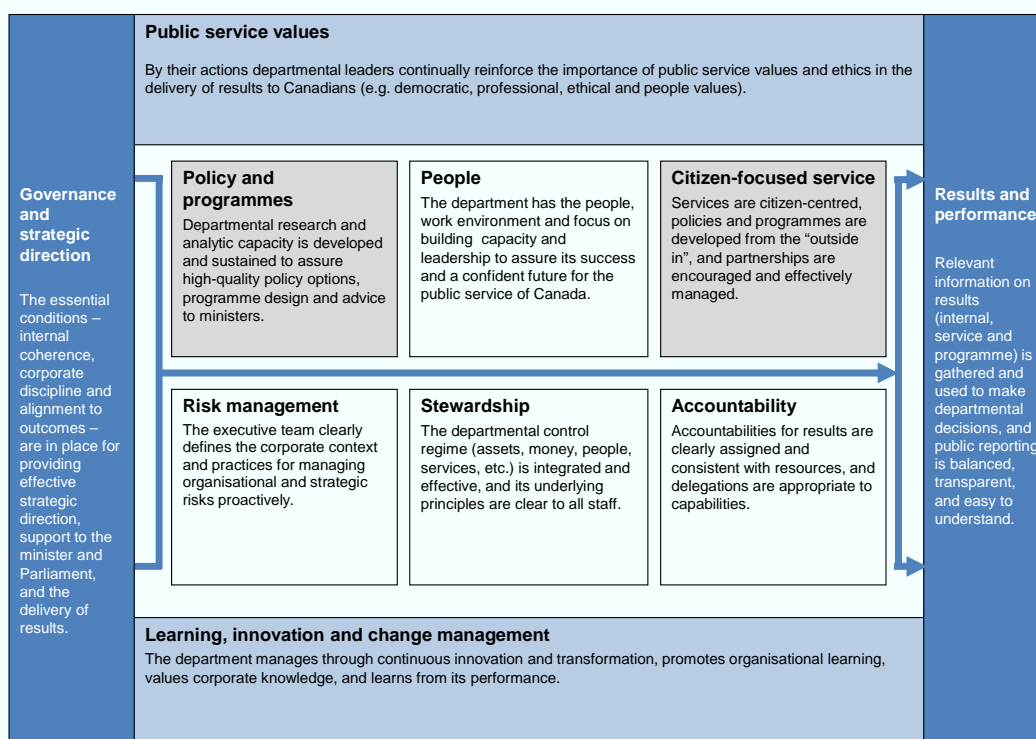 Public service values
By their actions departmental leaders continually reinforce the importance of public service values and ethics in the
delivery of results to Canadians (e.g. democratic, professional, ethical and people values).
Governance
and
strategic
direction
The essential
conditions –
internal
coherence,
corporate
discipline and
alignment to
outcomes –
are in place for
providing
effective
strategic
direction,
support to the
minister and
Parliament,
and the
delivery of
results.
Policy and
programmes
Departmental research and
analytic capacity is developed
and sustained to assure
high-quality policy options,
programme design and advice
to ministers.
People
The department has the people,
work environment and focus on
building capacity and
leadership to assure its success
and a confident future for the
public service of Canada.
Citizen-focused service
Services are citizen-centred,
policies and programmes are
developed from the “outside
in”, and partnerships are
encouraged and effectively
managed.
Risk management
The executive team clearly
defines the corporate context
and practices for managing
organisational and strategic
risks proactively.
Stewardship
The departmental control
regime (assets, money, people,
services, etc.) is integrated and
effective, and its underlying
principles are clear to all staff.
Accountability
Accountabilities for results are
clearly assigned and
consistent with resources, and
delegations are appropriate to
capabilities.
Results and
performance
Relevant
information on
results
(internal,
service and
programme) is
gathered and
used to make
departmental
decisions, and
public reporting
is balanced,
transparent,
and easy to
understand.
Learning, innovation and change management
The department manages through continuous innovation and transformation, promotes organisational learning,
values corporate knowledge, and learns from its performance.